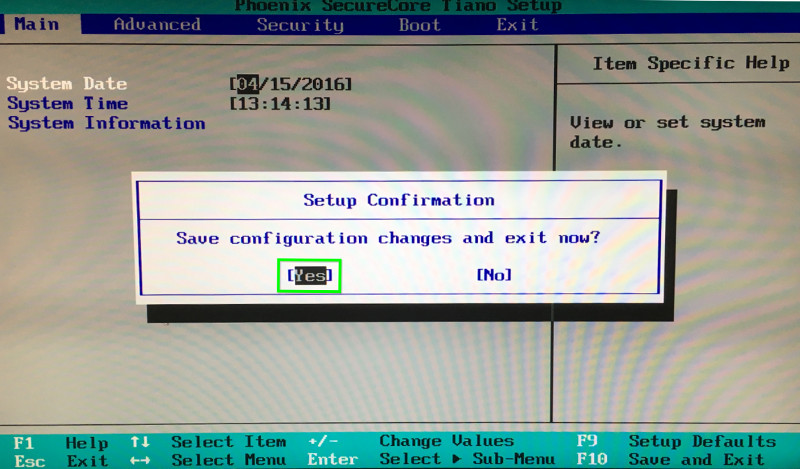 Phoenix SecureCore Tiano Setup
Main Advanced Security Boot Exit
Item Specific Help
System Date [04/15/2016]
System Time [13:14:13]
System Information
View or set system
date.
Setup Confirmation
Save configuration changes and exit now?
[Yes] [No]
F1 Help ↑↓ Select Item +/- Change Values F9 Setup Defaults
Esc Exit ↔ Select Menu Enter Select ▶ Sub-Menu F10 Save and Exit